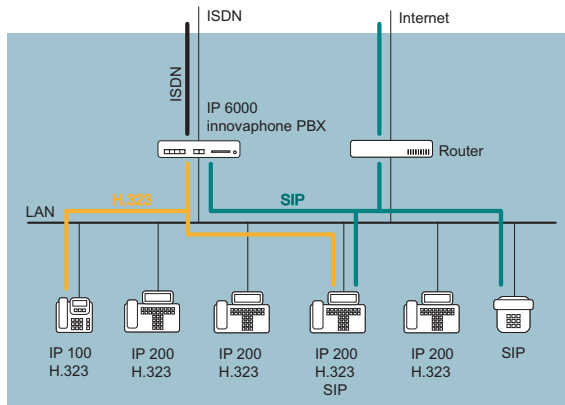 ISDN
Internet
ISDN
IP 6000
innovaphone PBX
Router
H.323
SIP
LAN
IP 100
H.323
IP 200
H.323
IP 200
H.323
IP 200
H.323
SIP
IP 200
H.323
SIP